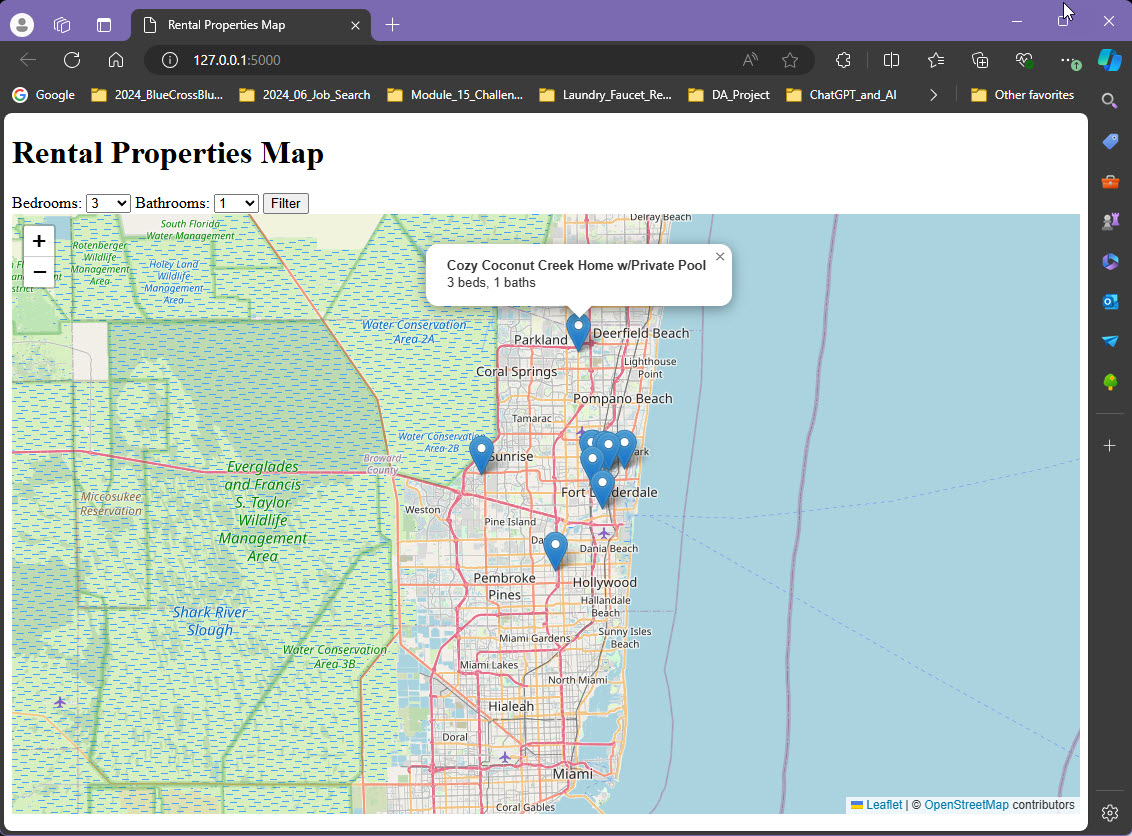 Rental Properties Map
127.0.0.1:5000
Google
2024_BlueCrossBlu...
2024_06_Job_Search
Module_15_Challen...
Laundry_Faucet_Re...
DA_Project
ChatGPT_and_AI
Other favorites
Rental Properties Map
Bedrooms: 3 Bathrooms: 1 Filter
+
−
South Florida
Water Management
Delray Beach
Rotenberger
Wildlife
Management
Area
Holey Land
Wildlife
Management
Area
Cozy Coconut Creek Home w/Private Pool
3 beds, 1 baths
×
Water Conservation
Area 2A
Parkland
Deerfield Beach
Lighthouse
Point
Coral Springs
Pompano Beach
Tamarac
Water Conservation
Area 2B
Sunrise
Broward
County
Everglades
and Francis
S. Taylor
Wildlife
Management
Area
Miccosukee
Reservation
Weston
Pine Island
Dania Beach
Pembroke
Pines
Hollywood
Hallandale
Beach
Shark River
Slough
Sunny Isles
Beach
Miami Gardens
Water Conservation
Area 3B
Miami Lakes
North Miami
Hialeah
Doral
Miami
Coral Gables
Leaflet | © OpenStreetMap contributors